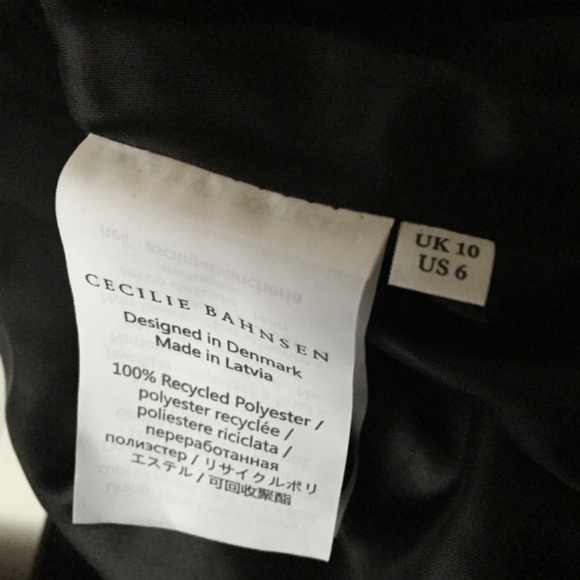 CECILIE BAHNSEN
Designed in Denmark
Made in Latvia
100% Recycled Polyester /
polyester recyclée /
poliestere riciclata /
переработанная
полиэстер / リサイクルポリ
エステル / 可回收聚酯
UK 10
US 6